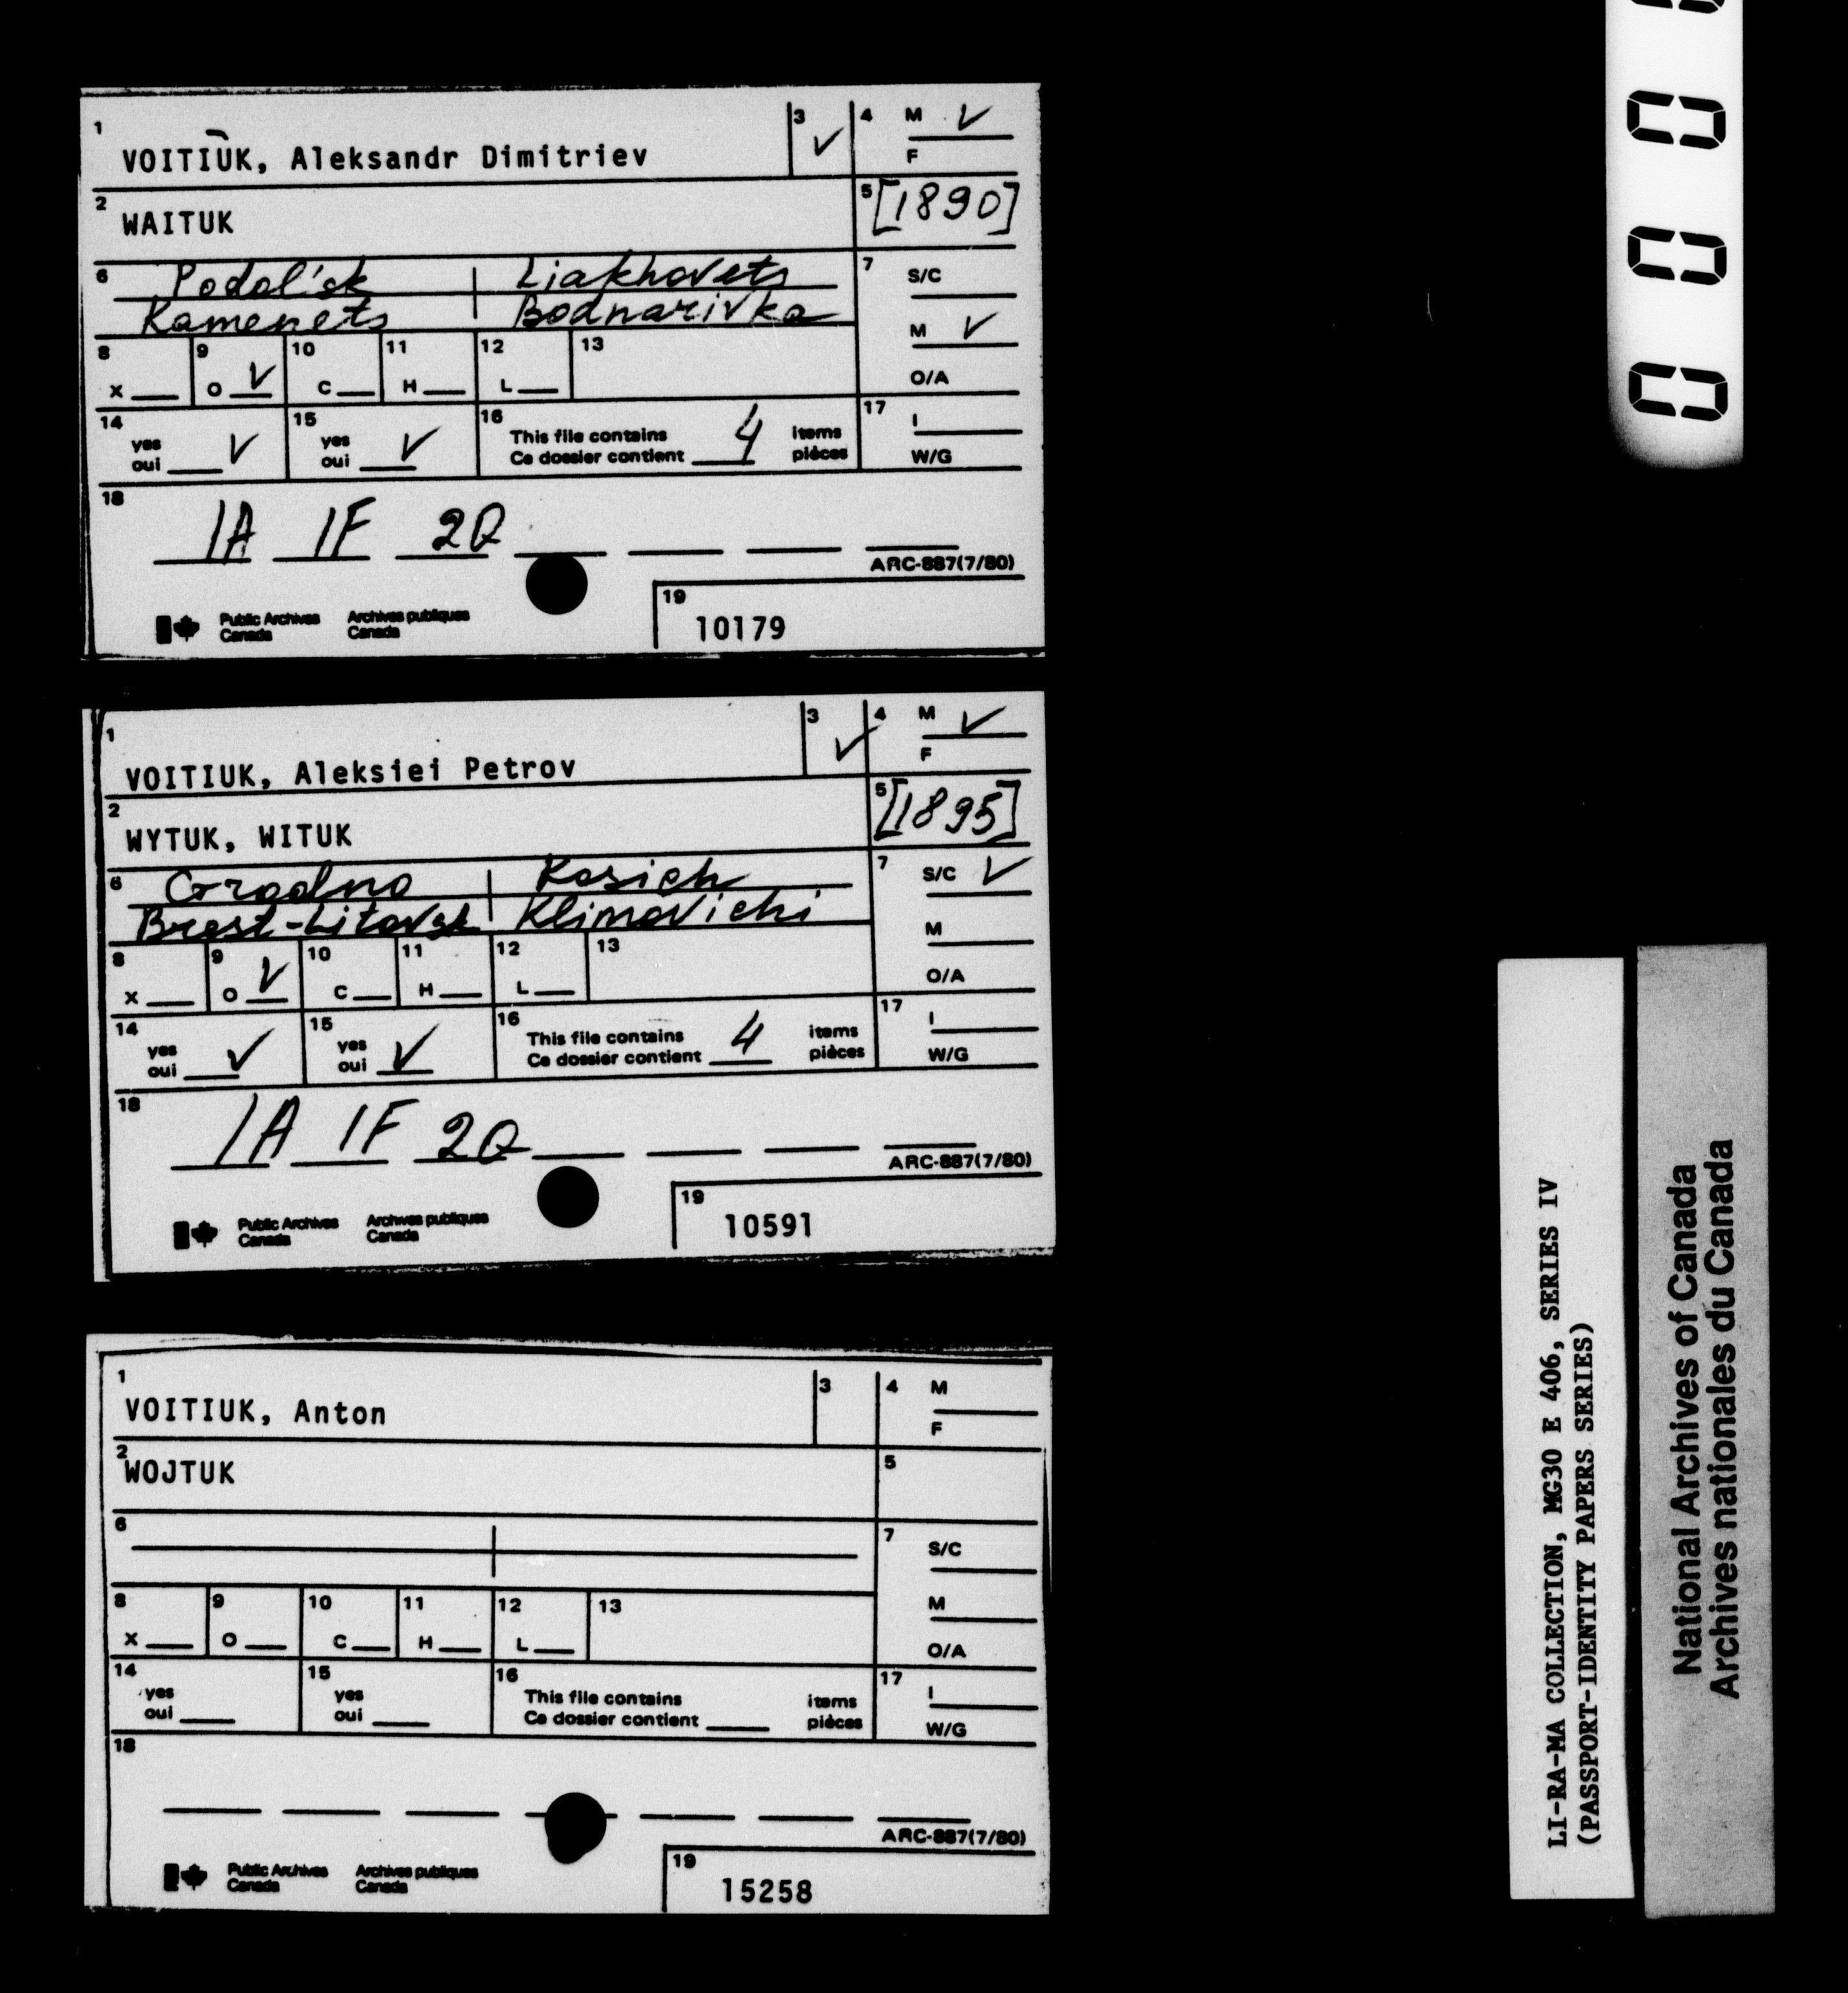 1
3
4 M ✓
VOITIŪK, Aleksandr Dimitriev
✓
F
2
WAITUK
5 [1890]
6 Podol'sk | Liakhovets
Kamenets | Bodnarivka
7 S/C
M ✓
O/A
8 9 10 11 12 13
X O ✓ C H L
14 yes oui ✓
15 yes oui ✓
16 This file contains 4 items
Ce dossier contient pièces
17 I
W/G
18
1A 1F 2Q
ARC-887(7/80)
Public Archives Canada
Archives publiques Canada
19
10179
1
3
4 M ✓
VOITIUK, Aleksiei Petrov
✓
F
2
WYTUK, WITUK
5 [1895]
6 Grodno | Kosich
Brest-Litovsk | Klimovichi
7 S/C ✓
M
O/A
8 9 10 11 12 13
X O ✓ C H L
14 yes oui ✓
15 yes oui ✓
16 This file contains 4 items
Ce dossier contient pièces
17 I
W/G
18
1A 1F 2Q
ARC-887(7/80)
Public Archives Canada
Archives publiques Canada
19
10591
1
3
4 M
VOITIUK, Anton
F
2
WOJTUK
5
6
7 S/C
M
O/A
8 9 10 11 12 13
X O C H L
14 yes oui
15 yes oui
16 This file contains items
Ce dossier contient pièces
17 I
W/G
18
ARC-887(7/80)
Public Archives Canada
Archives publiques Canada
19
15258
LI-RA-MA COLLECTION, MG30 E 406, SERIES IV
(PASSPORT-IDENTITY PAPERS SERIES)
National Archives of Canada
Archives nationales du Canada
000